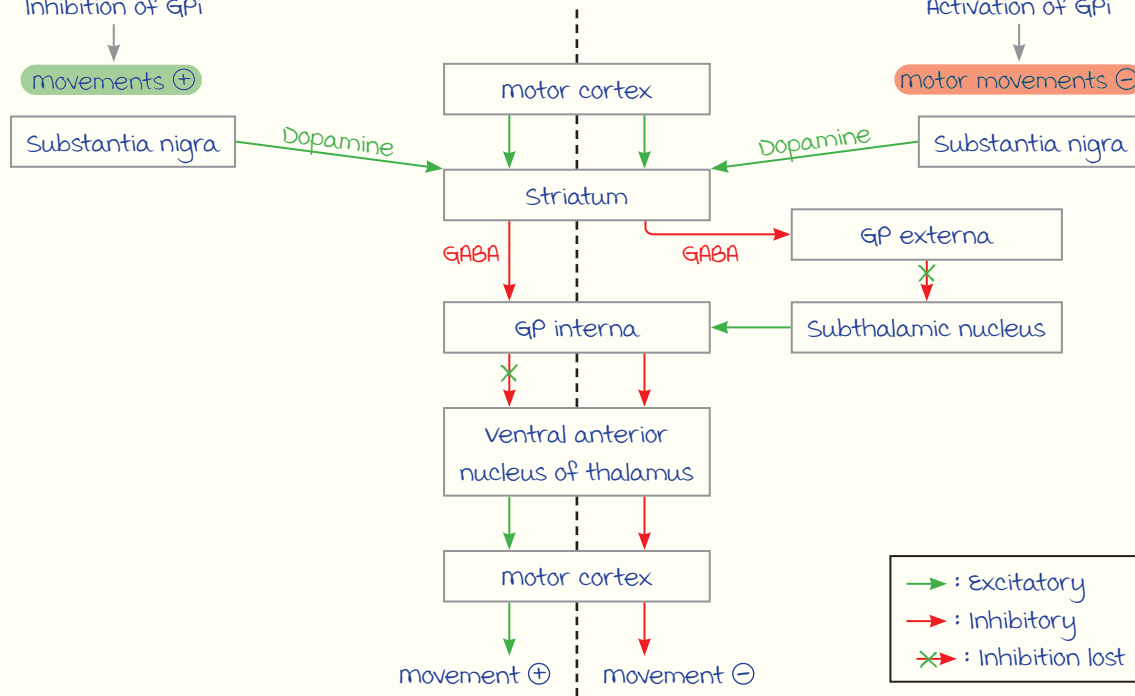 Inhibition of GPi
Activation of GPi
movements ⊕
motor movements ⊖
motor cortex
Substantia nigra
Dopamine
Dopamine
Substantia nigra
Striatum
GABA
GABA
GP externa
GP interna
Subthalamic nucleus
Ventral anterior
nucleus of thalamus
motor cortex
: Excitatory
: Inhibitory
: Inhibition lost
movement ⊕
movement ⊖